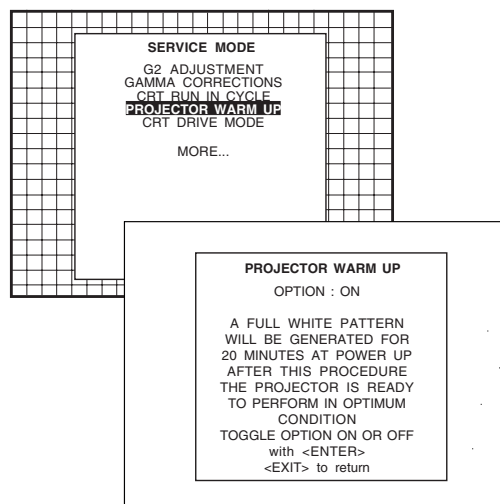 SERVICE MODE
G2 ADJUSTMENT
GAMMA CORRECTIONS
CRT RUN IN CYCLE
PROJECTOR WARM UP
CRT DRIVE MODE
MORE...
PROJECTOR WARM UP
OPTION : ON
A FULL WHITE PATTERN
WILL BE GENERATED FOR
20 MINUTES AT POWER UP
AFTER THIS PROCEDURE
THE PROJECTOR IS READY
TO PERFORM IN OPTIMUM
CONDITION
TOGGLE OPTION ON OR OFF
with <ENTER>
<EXIT> to return